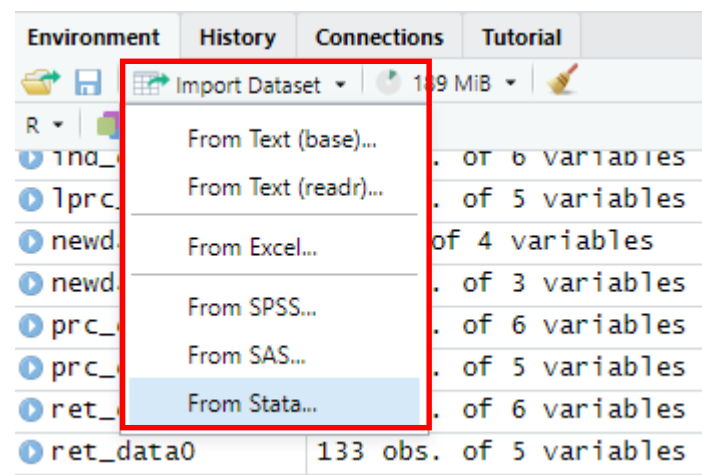 Environment History Connections Tutorial
Import Dataset 189 MiB
R
From Text (base)...
of 6 variables
From Text (readr)...
lprc_ . of 5 variables
From Excel...
newd of 4 variables
newd . of 3 variables
From SPSS...
prc_ . of 6 variables
From SAS...
prc_ . of 5 variables
From Stata...
ret_ . of 6 variables
ret_data0 133 obs. of 5 variables